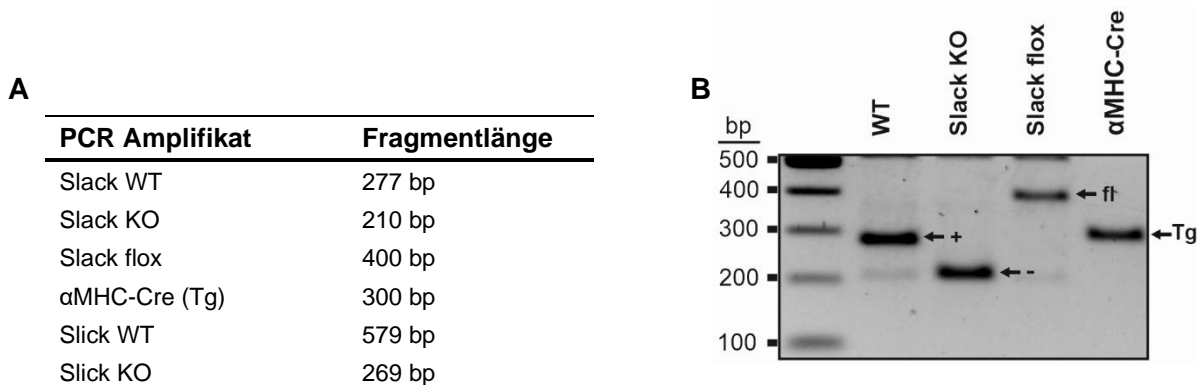 A
PCR Amplifikat Fragmentlänge
Slack WT 277 bp
Slack KO 210 bp
Slack flox 400 bp
αMHC-Cre (Tg) 300 bp
Slick WT 579 bp
Slick KO 269 bp
B
bp
WT
Slack KO
Slack flox
αMHC-Cre
500
400
300
200
100
+
-
fl
Tg